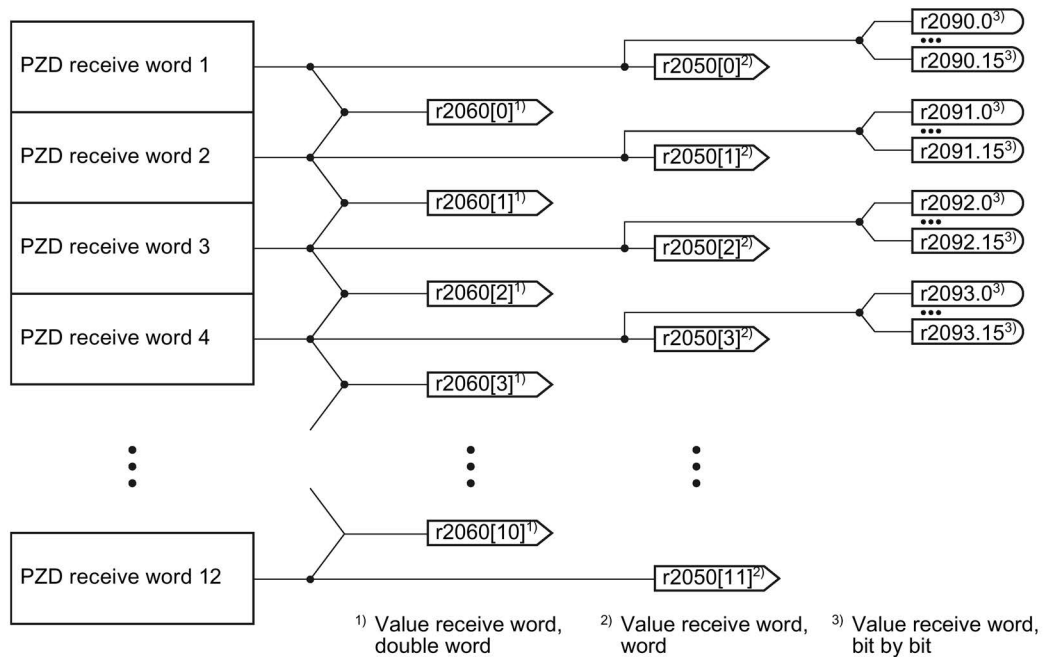 r2090.0³⁾
•••
PZD receive word 1
r2050[0]²⁾
r2090.15³⁾
r2060[0]¹⁾
r2091.0³⁾
•••
PZD receive word 2
r2050[1]²⁾
r2091.15³⁾
r2060[1]¹⁾
r2092.0³⁾
•••
PZD receive word 3
r2050[2]²⁾
r2092.15³⁾
r2060[2]¹⁾
r2093.0³⁾
•••
PZD receive word 4
r2050[3]²⁾
r2093.15³⁾
r2060[3]¹⁾
r2060[10]¹⁾
PZD receive word 12
r2050[11]²⁾
¹⁾ Value receive word,
double word
²⁾ Value receive word,
word
³⁾ Value receive word,
bit by bit